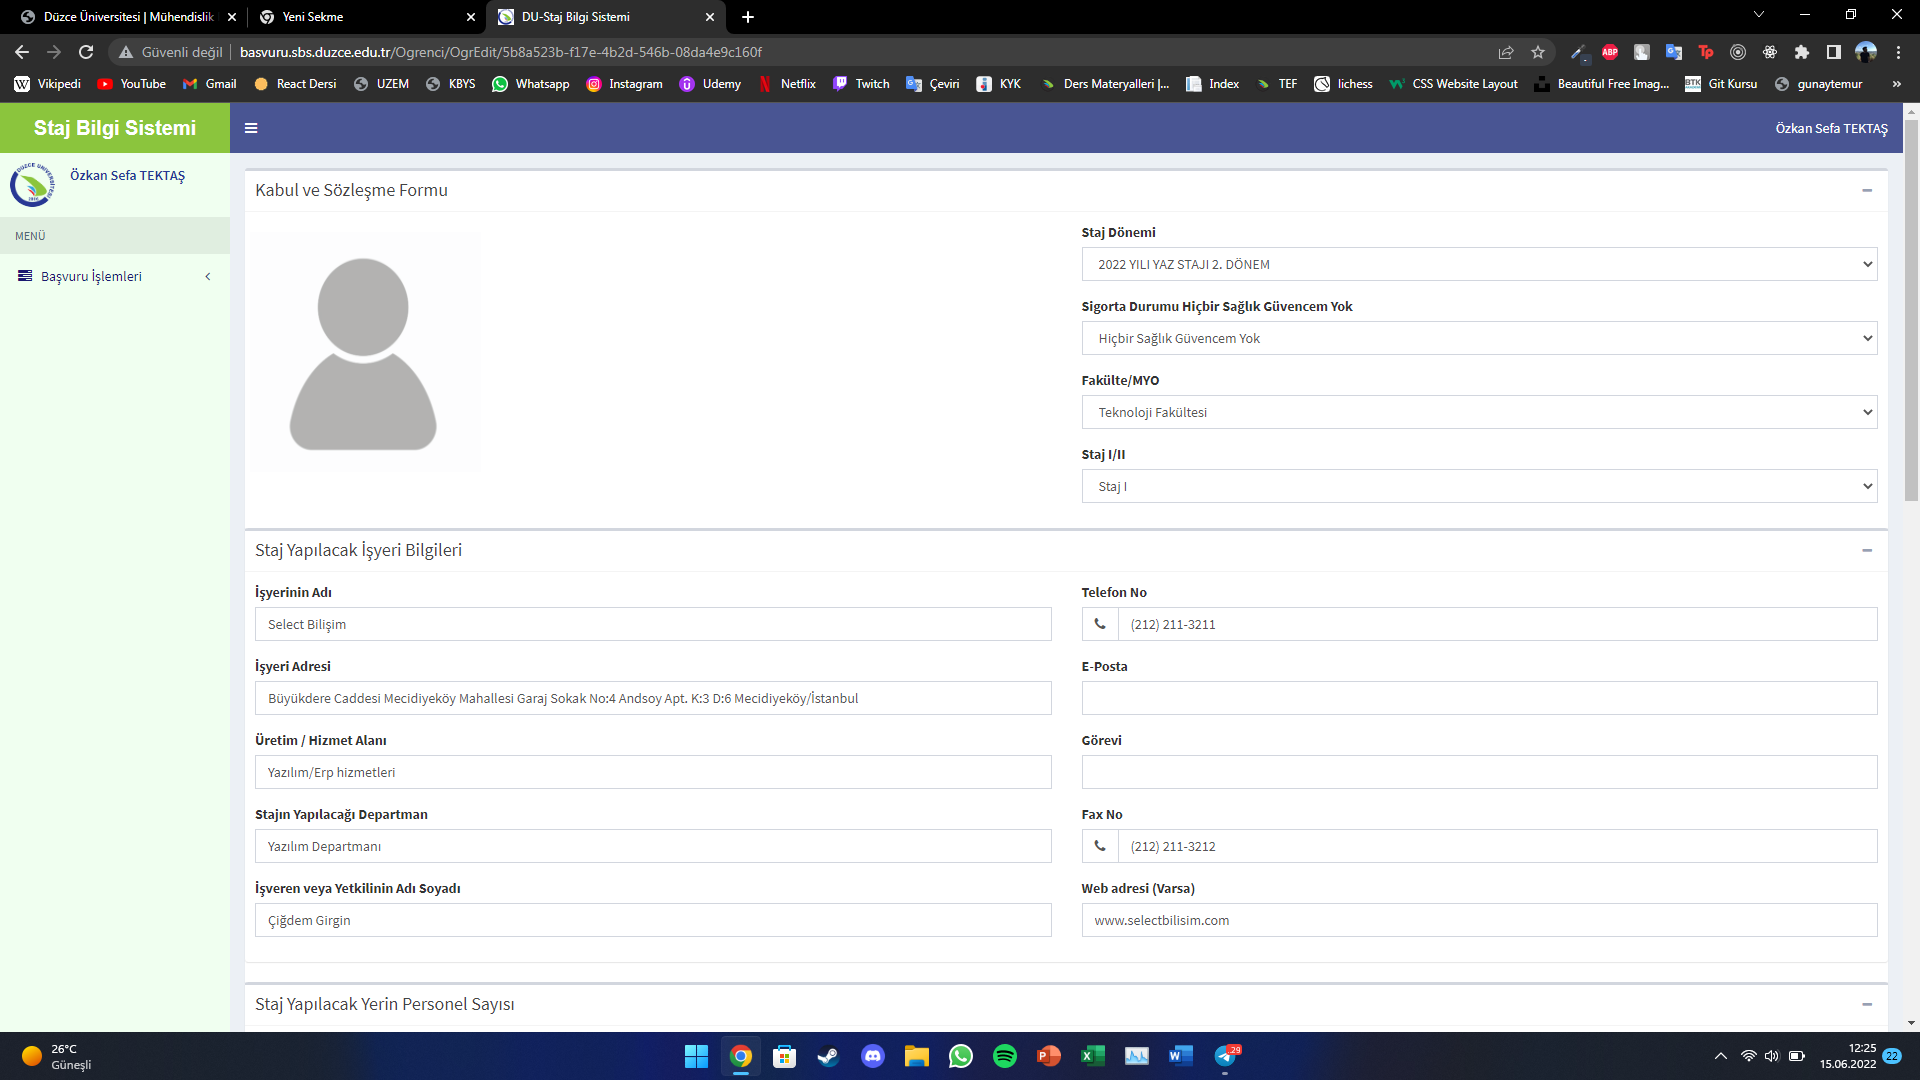 Düzce Üniversitesi | Mühendislik
Yeni Sekme
DU-Staj Bilgi Sistemi
Güvenli değil
basvuru.sbs.duzce.edu.tr/Ogrenci/OgrEdit/5b8a523b-f17e-4b2d-546b-08da4e9c160f
Vikipedi YouTube Gmail React Dersi UZEM KBYS Whatsapp Instagram Udemy Netflix Twitch Çeviri KYK Ders Materyalleri |... Index TEF lichess CSS Website Layout Beautiful Free Imag... Git Kursu gunaytemur »
Staj Bilgi Sistemi
Özkan Sefa TEKTAŞ
Özkan Sefa TEKTAŞ
MENÜ
Başvuru İşlemleri
Kabul ve Sözleşme Formu
Staj Dönemi
2022 YILI YAZ STAJI 2. DÖNEM
Sigorta Durumu Hiçbir Sağlık Güvencem Yok
Hiçbir Sağlık Güvencem Yok
Fakülte/MYO
Teknoloji Fakültesi
Staj I/II
Staj I
Staj Yapılacak İşyeri Bilgileri
İşyerinin Adı
Select Bilişim
Telefon No
(212) 211-3211
İşyeri Adresi
Büyükdere Caddesi Mecidiyeköy Mahallesi Garaj Sokak No:4 Andsoy Apt. K:3 D:6 Mecidiyeköy/İstanbul
E-Posta
Üretim / Hizmet Alanı
Yazılım/Erp hizmetleri
Görevi
Stajın Yapılacağı Departman
Yazılım Departmanı
Fax No
(212) 211-3212
İşveren veya Yetkilinin Adı Soyadı
Çiğdem Girgin
Web adresi (Varsa)
www.selectbilisim.com
Staj Yapılacak Yerin Personel Sayısı
26°C
Güneşli
29
12:25
15.06.2022
22